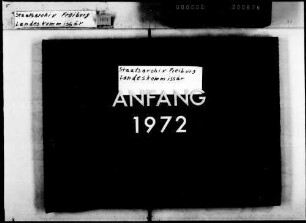 Staatsarchiv Freiburg
Landeskommissär
Staatsarchiv Freiburg
Landeskommissär
ANFANG
1972